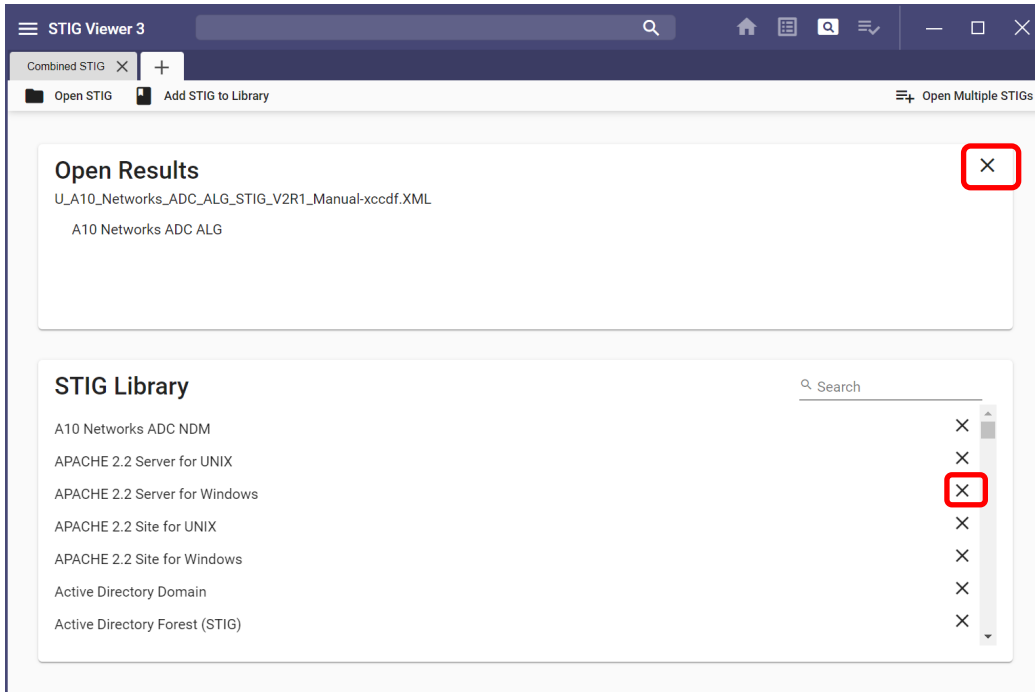 STIG Viewer 3
Combined STIG
Open STIG
Add STIG to Library
Open Multiple STIGs
Open Results
U_A10_Networks_ADC_ALG_STIG_V2R1_Manual-xccdf.XML
A10 Networks ADC ALG
STIG Library
Search
A10 Networks ADC NDM
APACHE 2.2 Server for UNIX
APACHE 2.2 Server for Windows
APACHE 2.2 Site for UNIX
APACHE 2.2 Site for Windows
Active Directory Domain
Active Directory Forest (STIG)